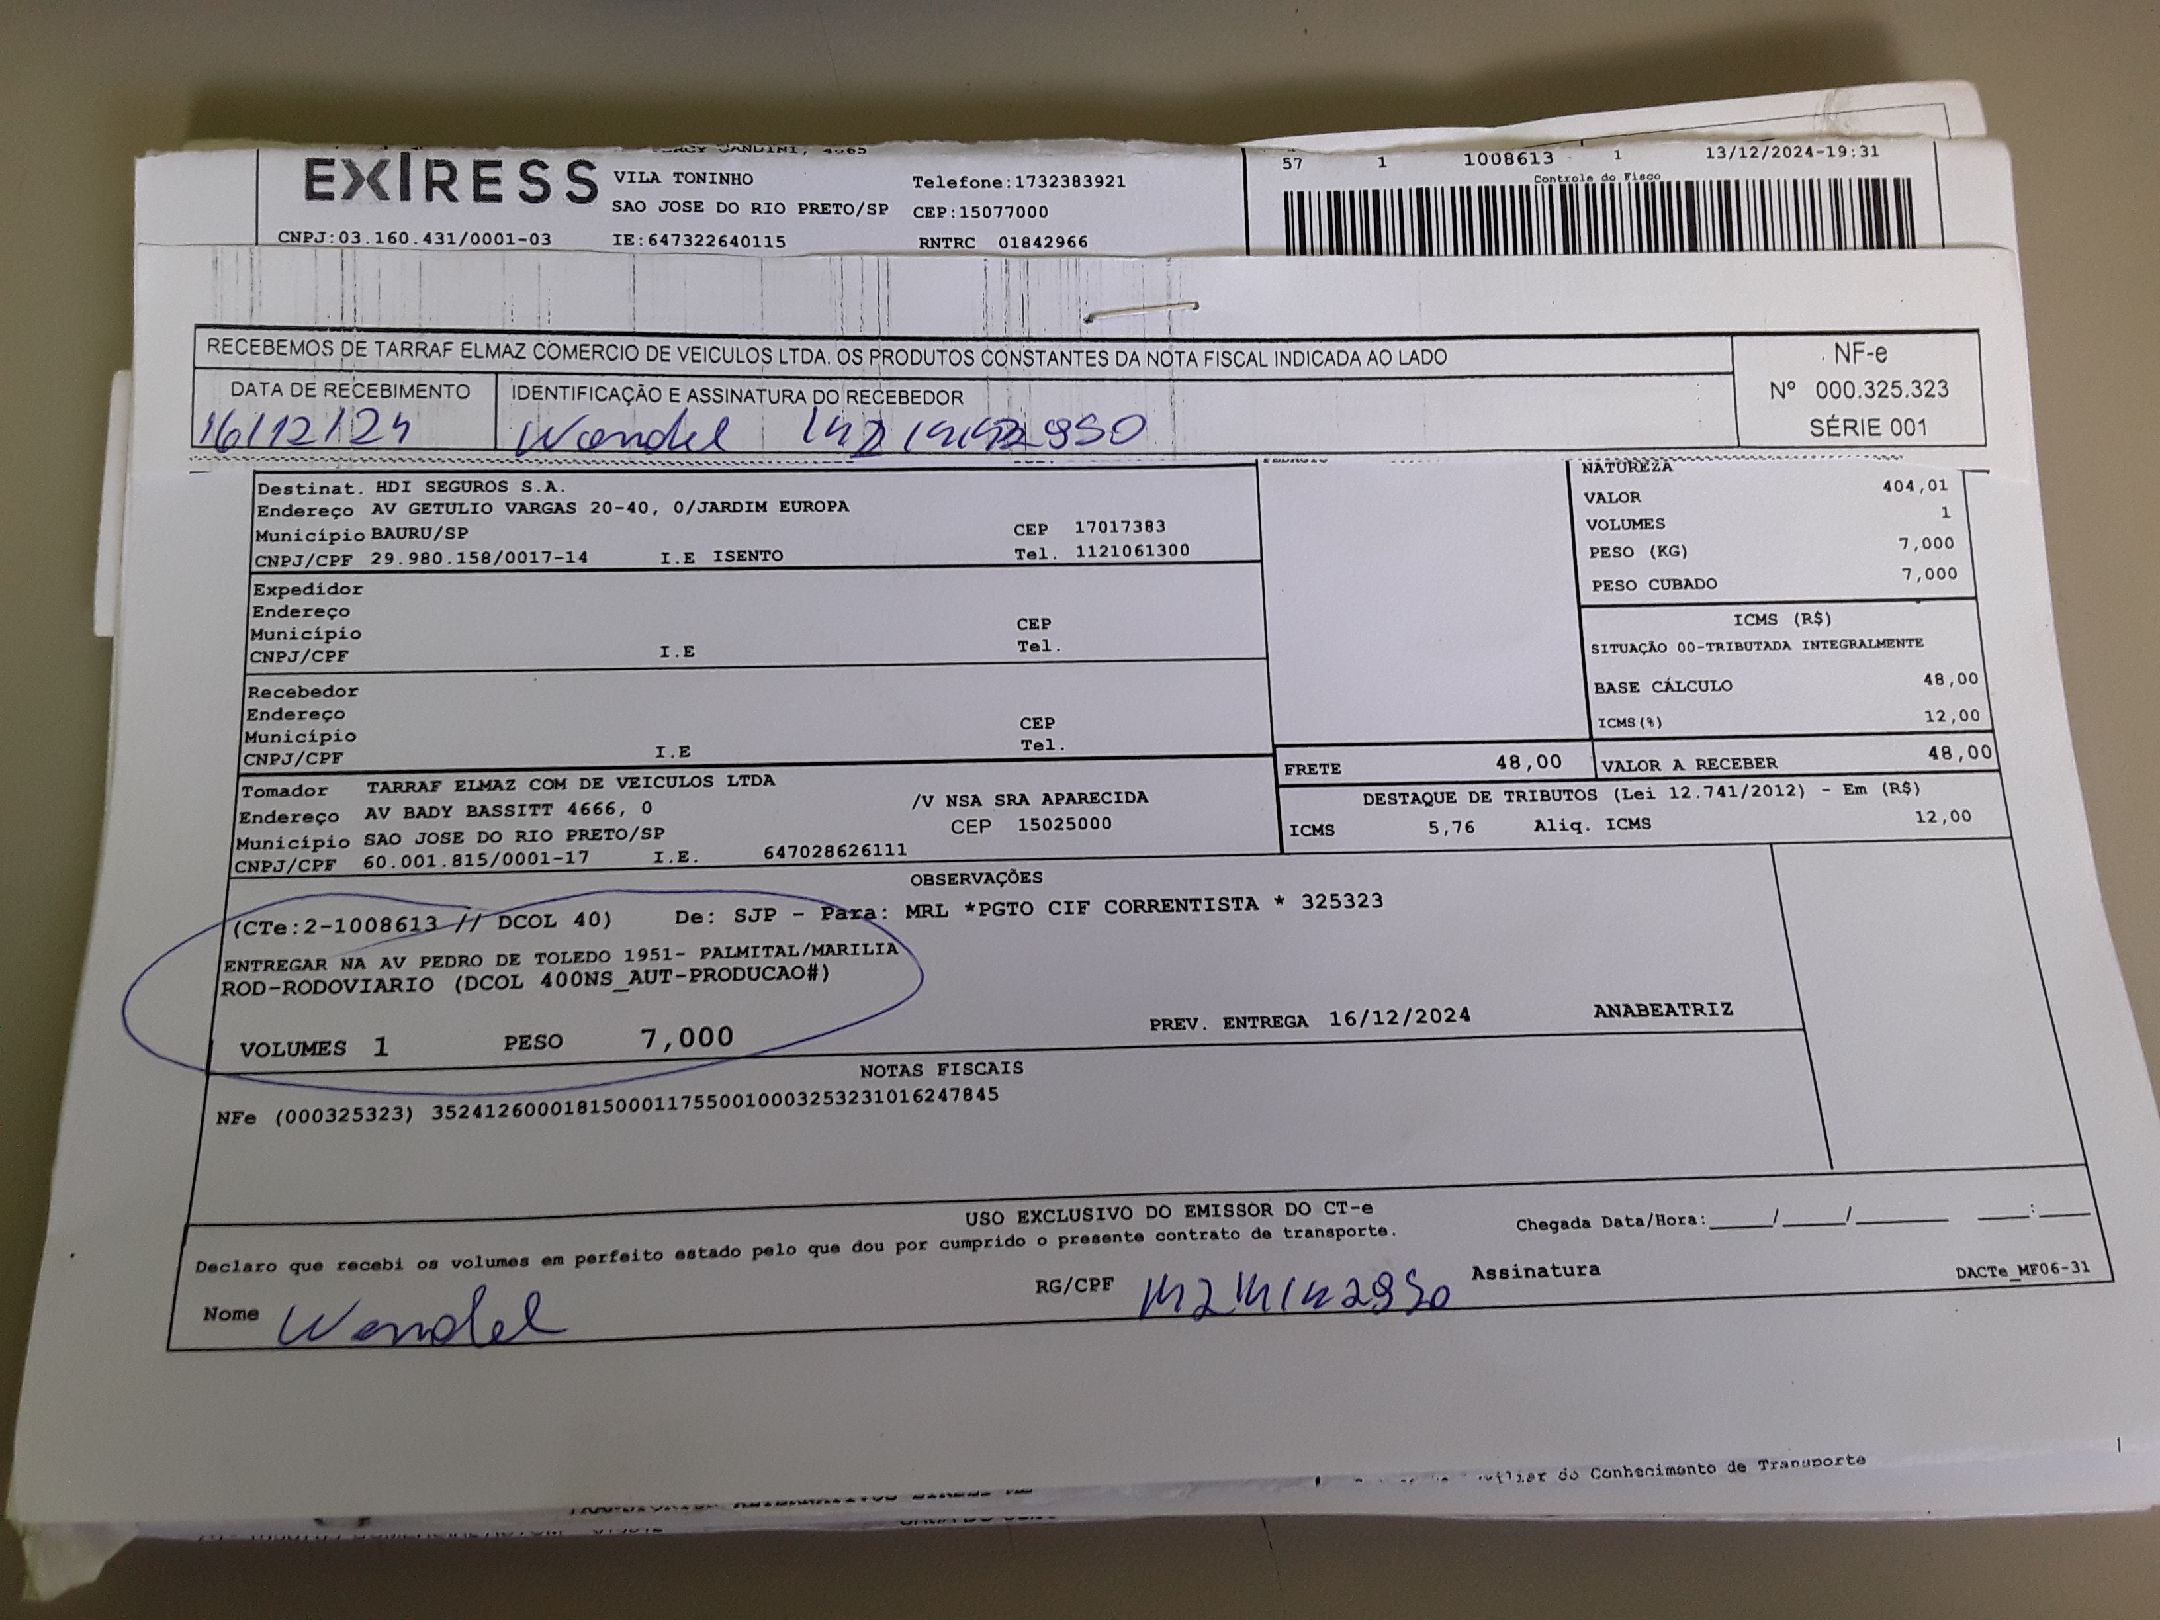 57 1 1008613 1 13/12/2024-19:31
Controle do Fisco
EXIRESS
VILA TONINHO Telefone:1732383921
SAO JOSE DO RIO PRETO/SP CEP:15077000
CNPJ:03.160.431/0001-03 IE:647322640115 RNTRC 01842966
RECEBEMOS DE TARRAF ELMAZ COMERCIO DE VEICULOS LTDA. OS PRODUTOS CONSTANTES DA NOTA FISCAL INDICADA AO LADO
NF-e
Nº 000.325.323
SÉRIE 001
DATA DE RECEBIMENTO
16/12/24
IDENTIFICAÇÃO E ASSINATURA DO RECEBEDOR
Wendel
Destinat. HDI SEGUROS S.A.
Endereço AV GETULIO VARGAS 20-40, 0/JARDIM EUROPA
Município BAURU/SP CEP 17017383
CNPJ/CPF 29.980.158/0017-14 I.E ISENTO Tel. 1121061300
Expedidor
Endereço
Município CEP
CNPJ/CPF I.E Tel.
Recebedor
Endereço
Município CEP
CNPJ/CPF I.E Tel.
NATUREZA
VALOR 404,01
VOLUMES 1
PESO (KG) 7,000
PESO CUBADO 7,000
ICMS (R$)
SITUAÇÃO 00-TRIBUTADA INTEGRALMENTE
BASE CÁLCULO 48,00
ICMS(%) 12,00
FRETE 48,00 VALOR A RECEBER 48,00
DESTAQUE DE TRIBUTOS (Lei 12.741/2012) - Em (R$)
ICMS 5,76 Aliq. ICMS 12,00
Tomador TARRAF ELMAZ COM DE VEICULOS LTDA
Endereço AV BADY BASSITT 4666, 0 /V NSA SRA APARECIDA
Município SAO JOSE DO RIO PRETO/SP CEP 15025000
CNPJ/CPF 60.001.815/0001-17 I.E. 647028626111
OBSERVAÇÕES
(CTe:2-1008613 // DCOL 40) De: SJP - Para: MRL *PGTO CIF CORRENTISTA * 325323
ENTREGAR NA AV PEDRO DE TOLEDO 1951- PALMITAL/MARILIA
ROD-RODOVIARIO (DCOL 400NS_AUT-PRODUCAO#)
VOLUMES 1 PESO 7,000 PREV. ENTREGA 16/12/2024 ANABEATRIZ
NOTAS FISCAIS
NFe (000325323) 35241260001815000117550010003253231016247845
USO EXCLUSIVO DO EMISSOR DO CT-e
Declaro que recebi os volumes em perfeito estado pelo que dou por cumprido o presente contrato de transporte.
Chegada Data/Hora:_____/_____/________ ____:____
Nome Wendel RG/CPF Assinatura
DACTe_MF06-31
do Conhecimento de Transporte